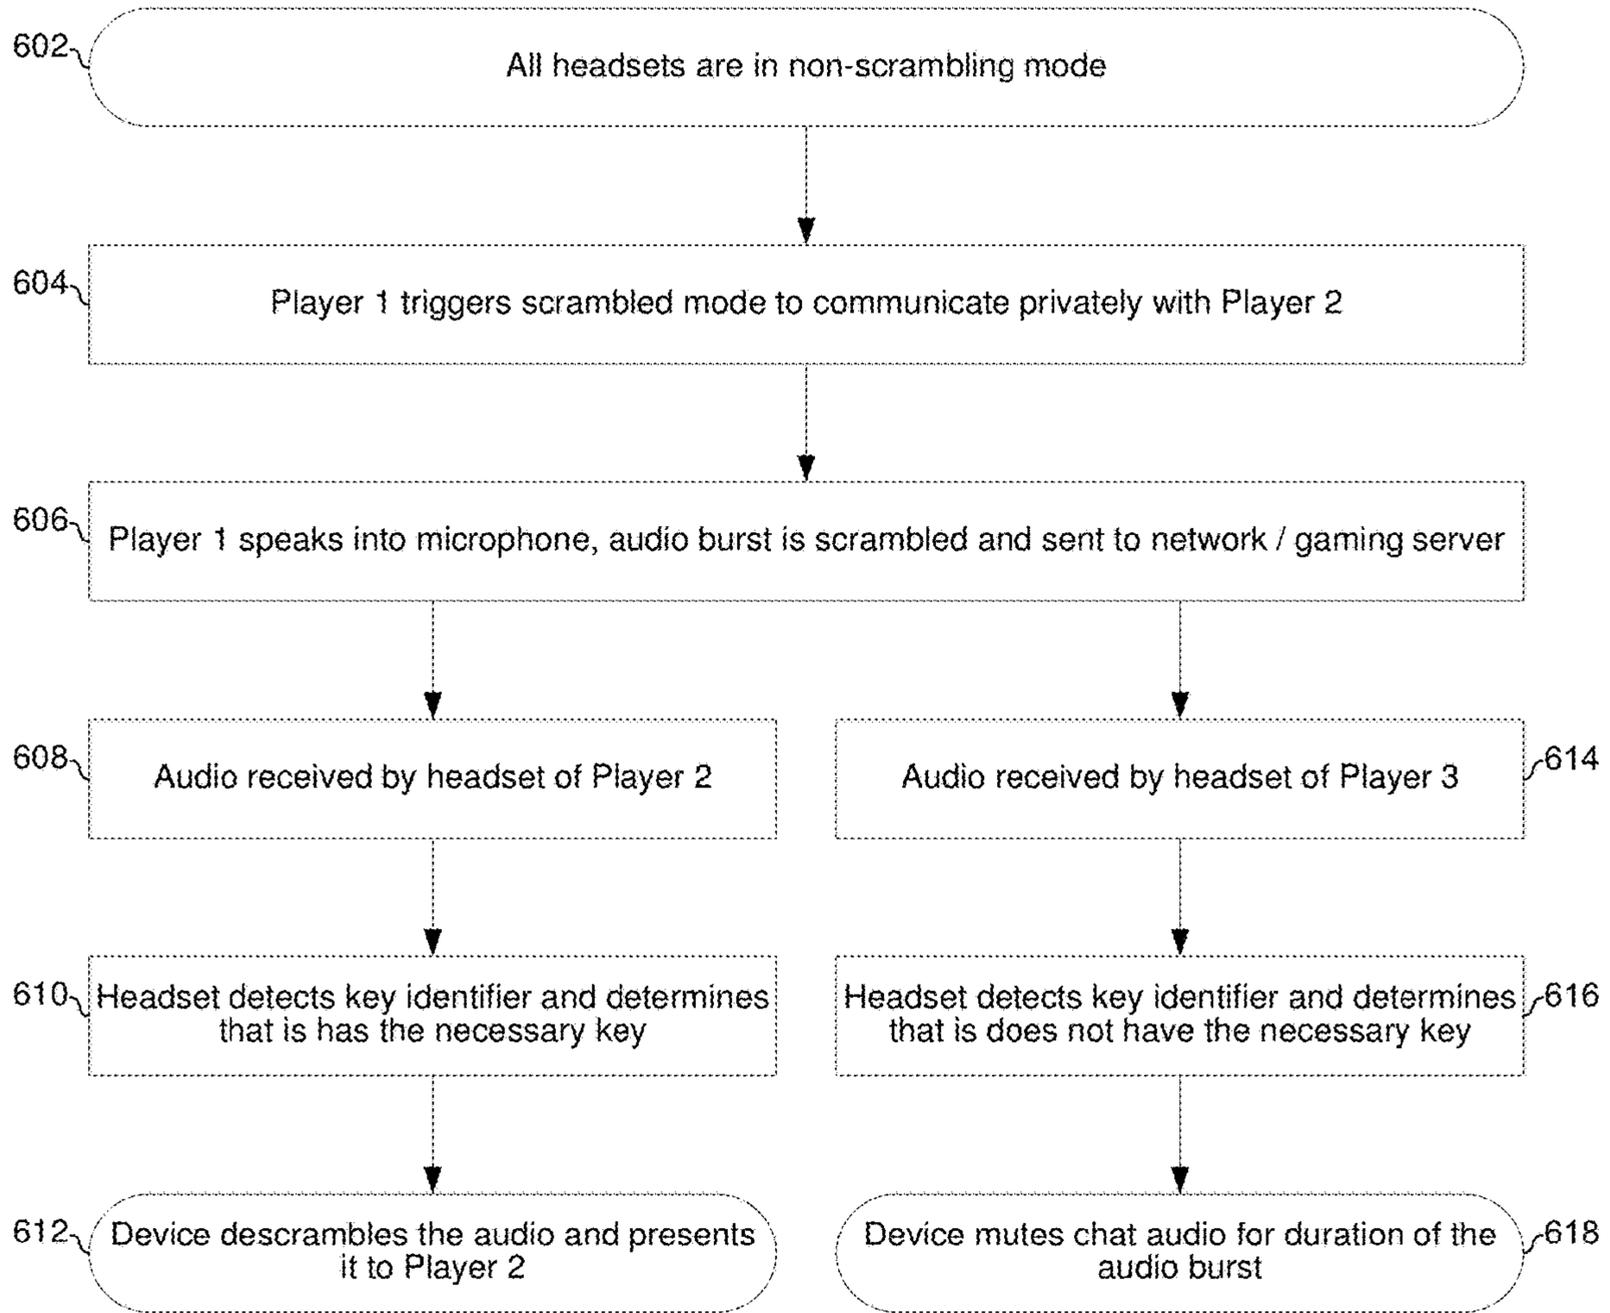 602
All headsets are in non-scrambling mode
604
Player 1 triggers scrambled mode to communicate privately with Player 2
606
Player 1 speaks into microphone, audio burst is scrambled and sent to network / gaming server
608
Audio received by headset of Player 2
Audio received by headset of Player 3
614
610
Headset detects key identifier and determines
that is has the necessary key
Headset detects key identifier and determines
that is does not have the necessary key
616
612
Device descrambles the audio and presents
it to Player 2
Device mutes chat audio for duration of the
audio burst
618